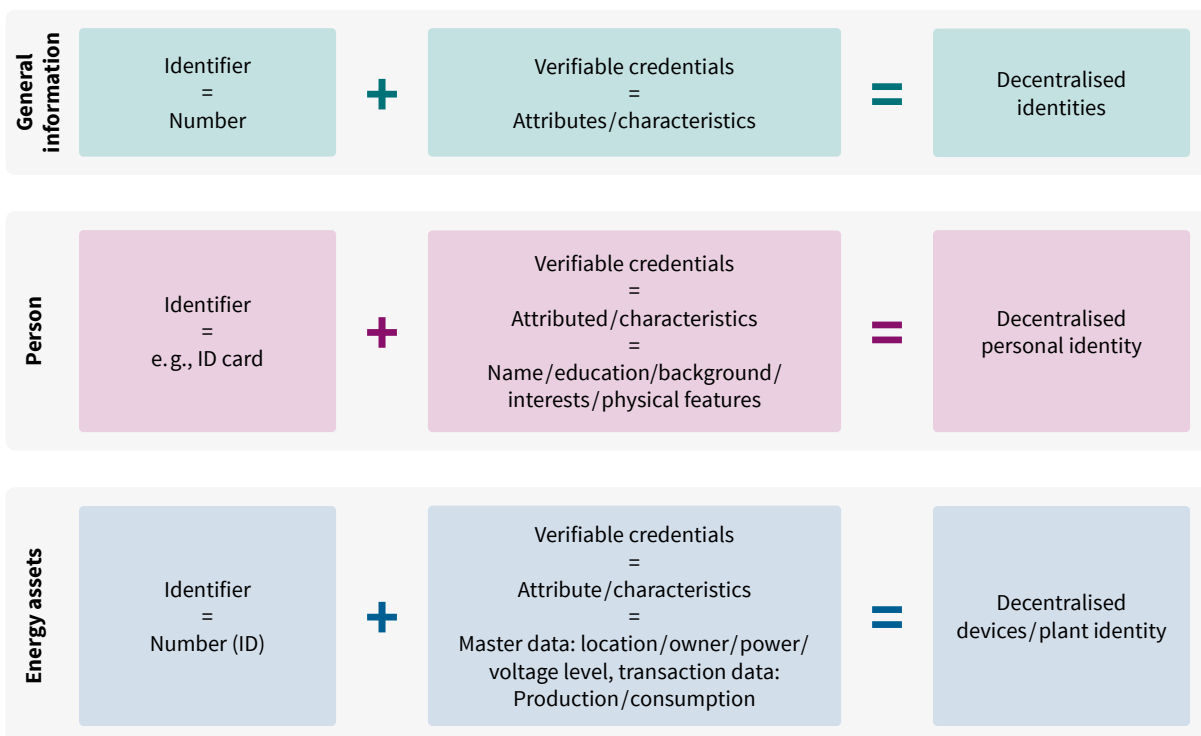 General
information
Identifier
=
Number
+
Verifiable credentials
=
Attributes/characteristics
=
Decentralised
identities
Person
Identifier
=
e. g., ID card
+
Verifiable credentials
=
Attributed/characteristics
=
Name/education/background/
interests/physical features
=
Decentralised
personal identity
Energy assets
Identifier
=
Number (ID)
+
Verifiable credentials
=
Attribute/characteristics
=
Master data: location/owner/power/
voltage level, transaction data:
Production/consumption
=
Decentralised
devices/plant identity